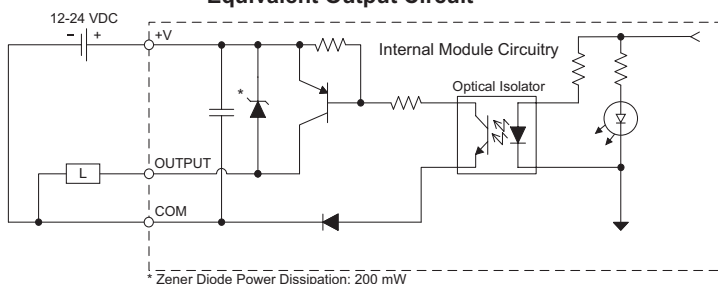 Equivalent Output Circuit
12-24 VDC
− +
+V
Internal Module Circuitry
Optical Isolator
*
OUTPUT
L
COM
* Zener Diode Power Dissipation: 200 mW